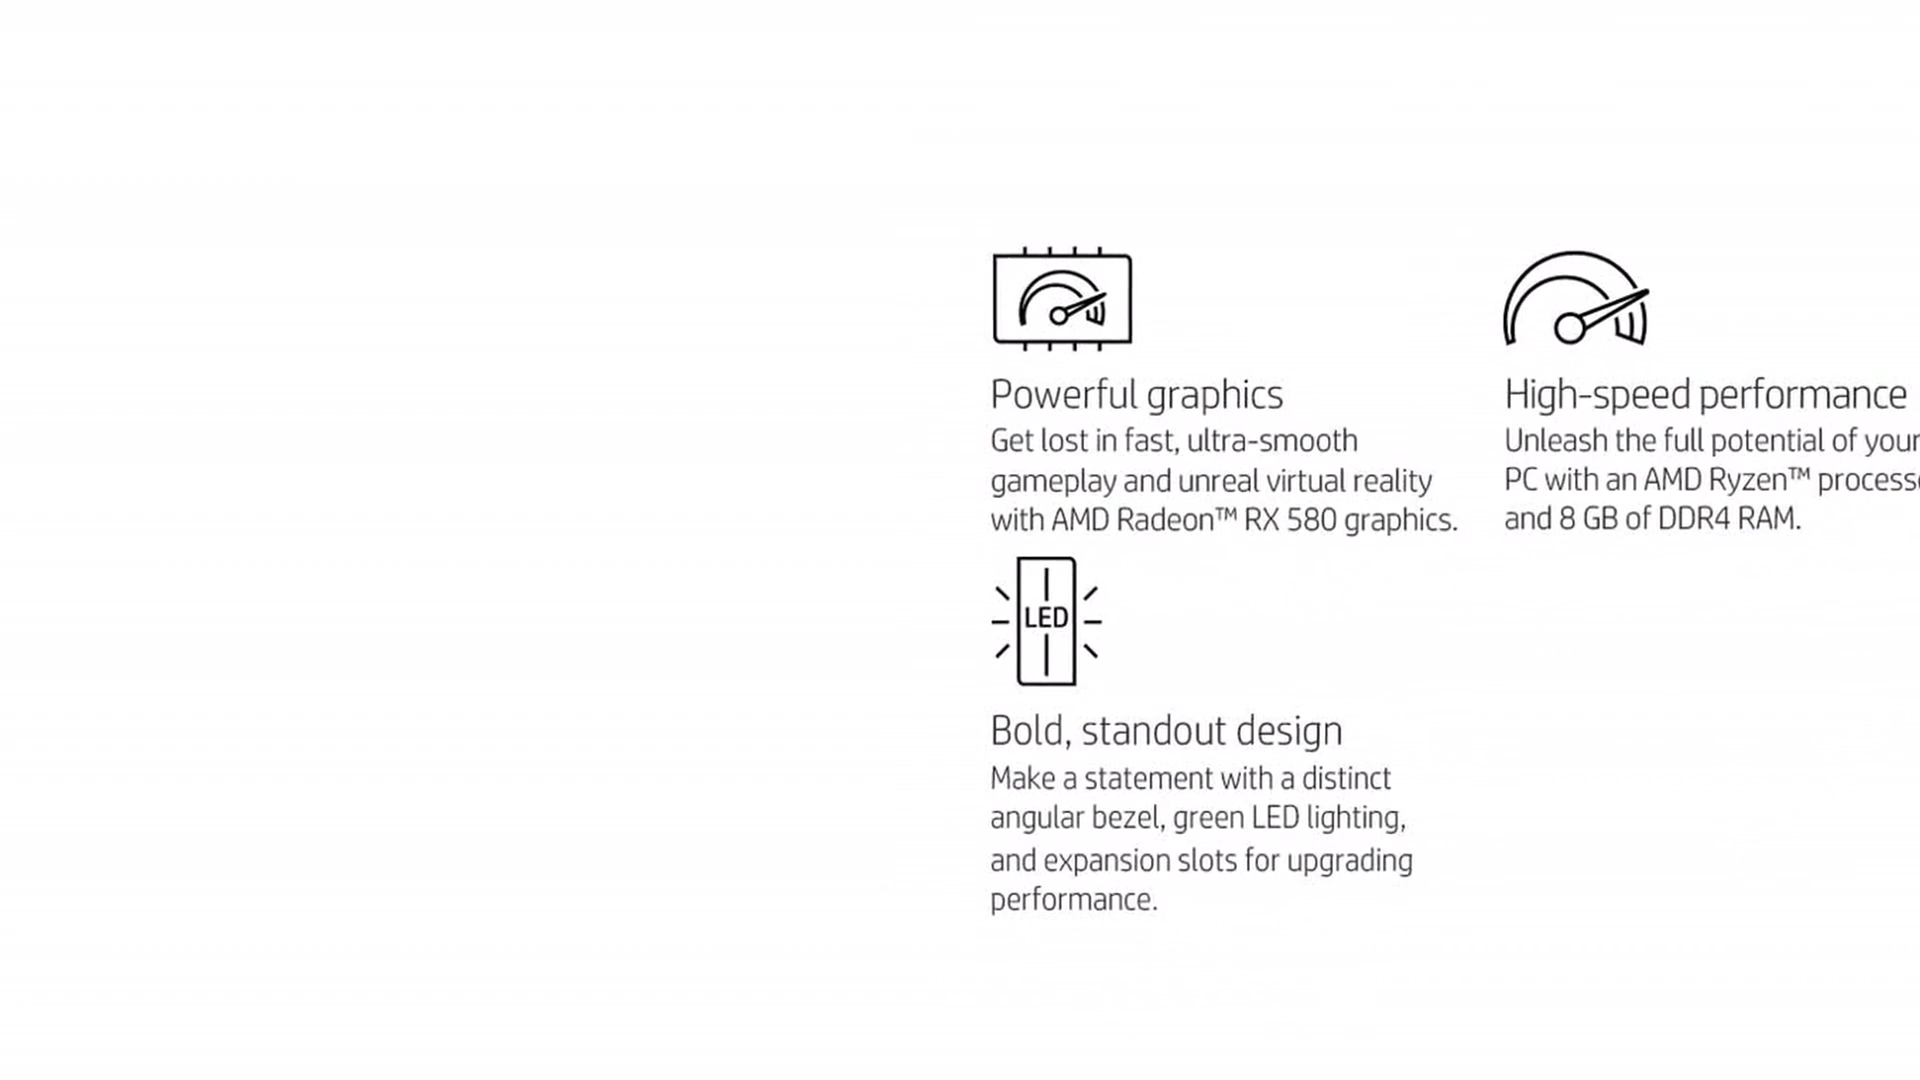 Powerful graphics
Get lost in fast, ultra-smooth
gameplay and unreal virtual reality
with AMD Radeon™ RX 580 graphics.
High-speed performance
Unleash the full potential of your
PC with an AMD Ryzen™
and 8 GB of DDR4 RAM.
LED
Bold, standout design
Make a statement with a distinct
angular bezel, green LED lighting,
and expansion slots for upgrading
performance.